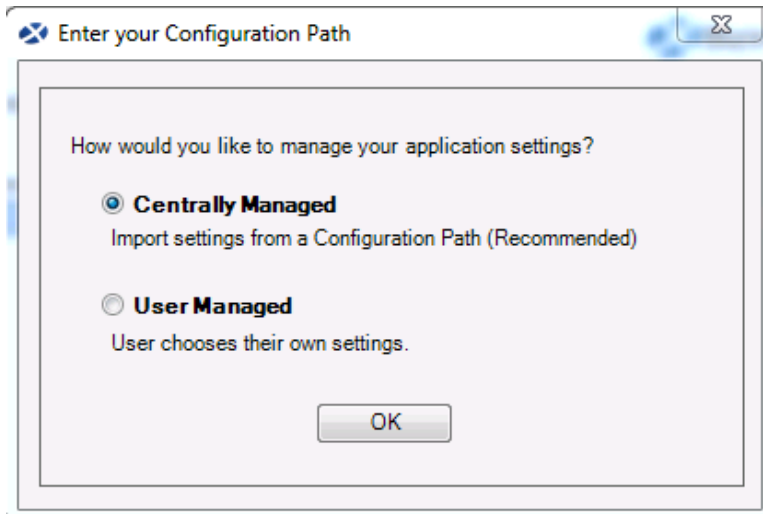 Enter your Configuration Path
How would you like to manage your application settings?
Centrally Managed
Import settings from a Configuration Path (Recommended)
User Managed
User chooses their own settings.
OK